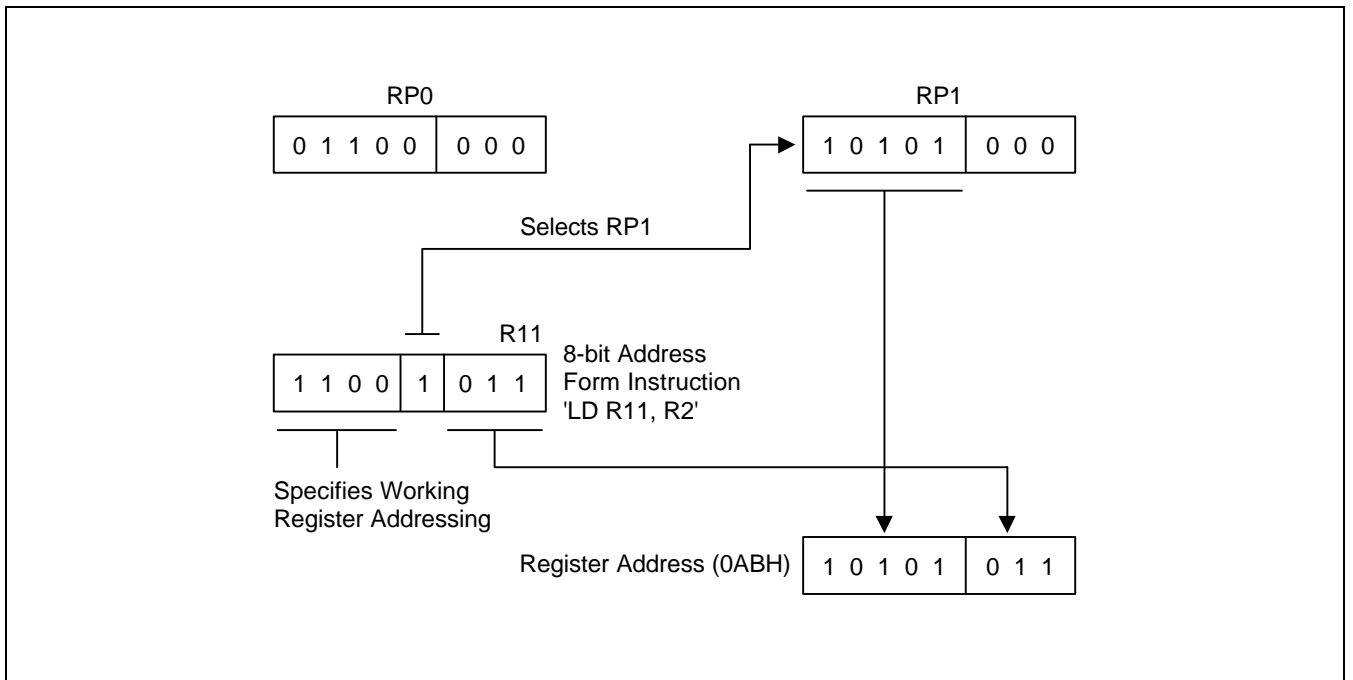 RP0
RP1
0 1 1 0 0 0 0 0
1 0 1 0 1 0 0 0
Selects RP1
R11
1 1 0 0 1 0 1 1
8-bit Address
Form Instruction
'LD R11, R2'
Specifies Working
Register Addressing
Register Address (0ABH)
1 0 1 0 1 0 1 1